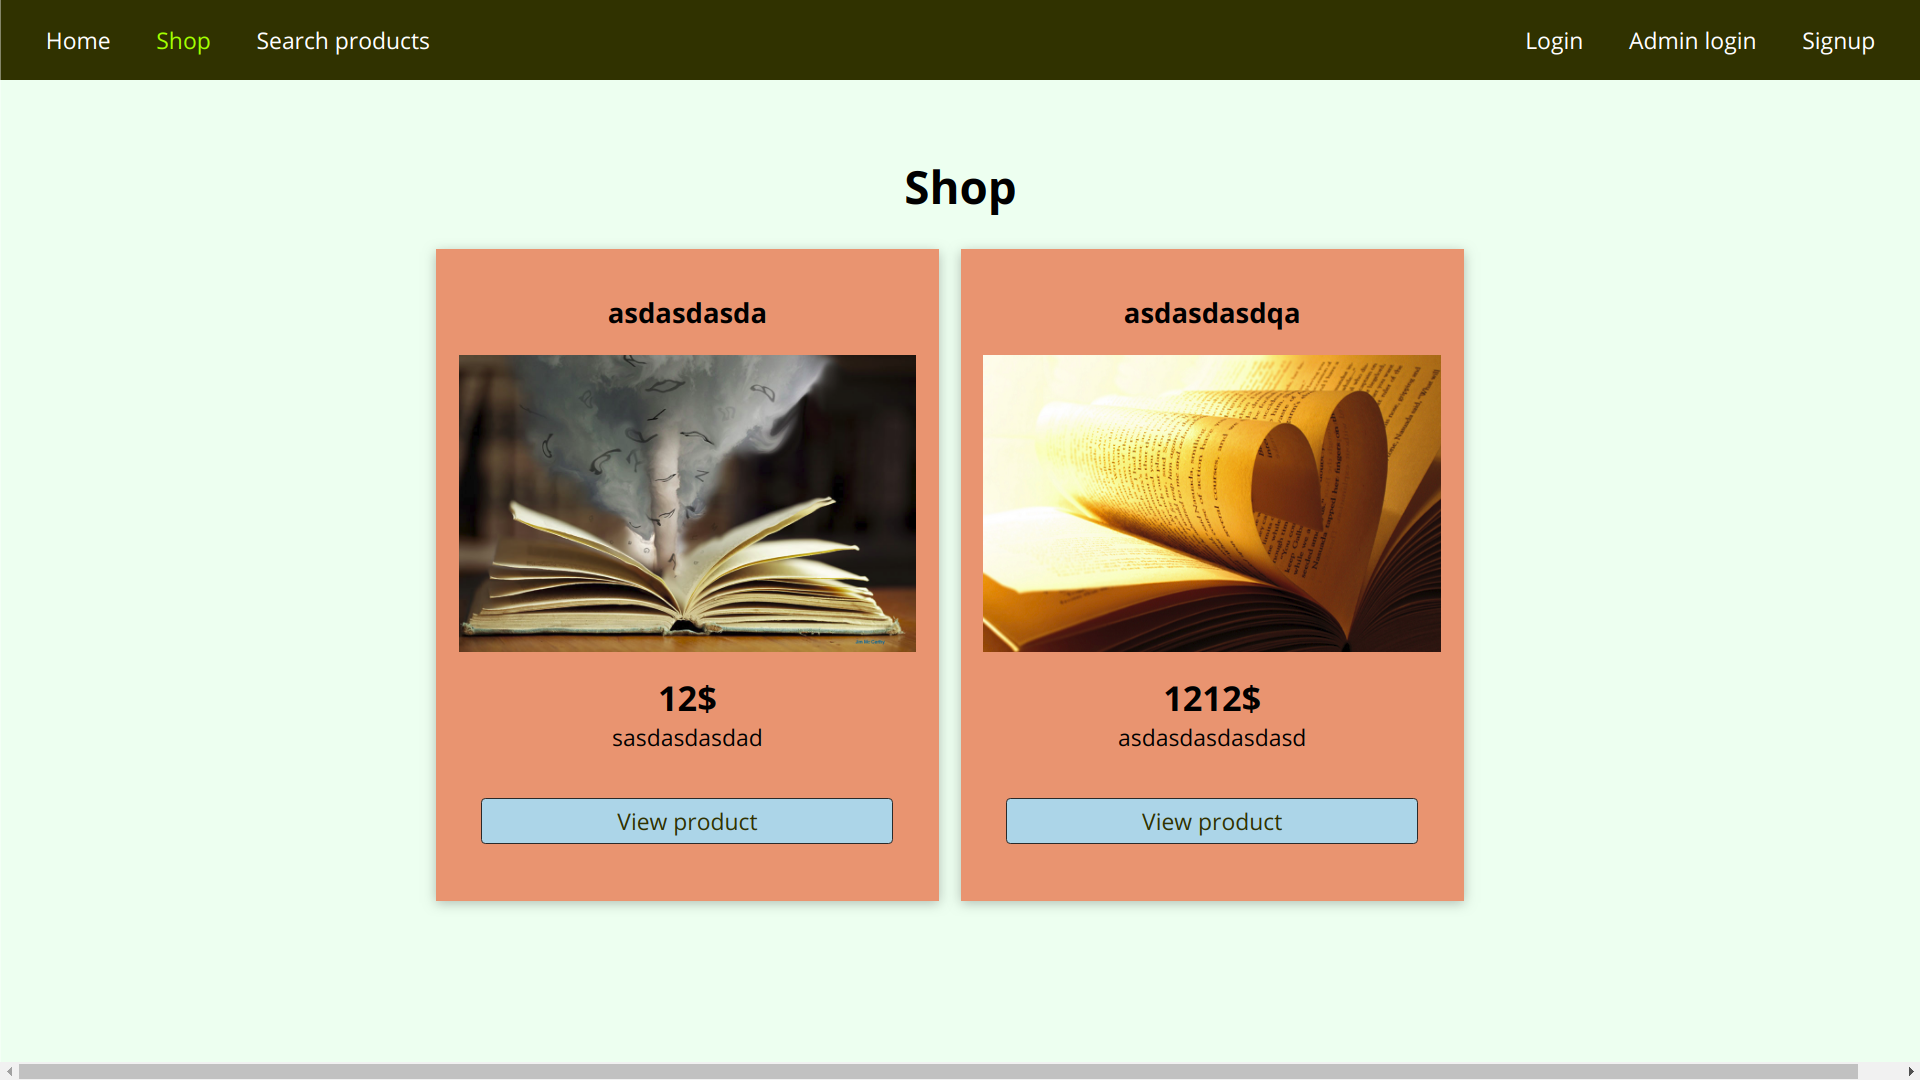 Home Shop Search products Login Admin login Signup
Shop
asdasdasda
12$
sasdasdasdad
View product
asdasdasdqa
1212$
asdasdasdasdasd
View product